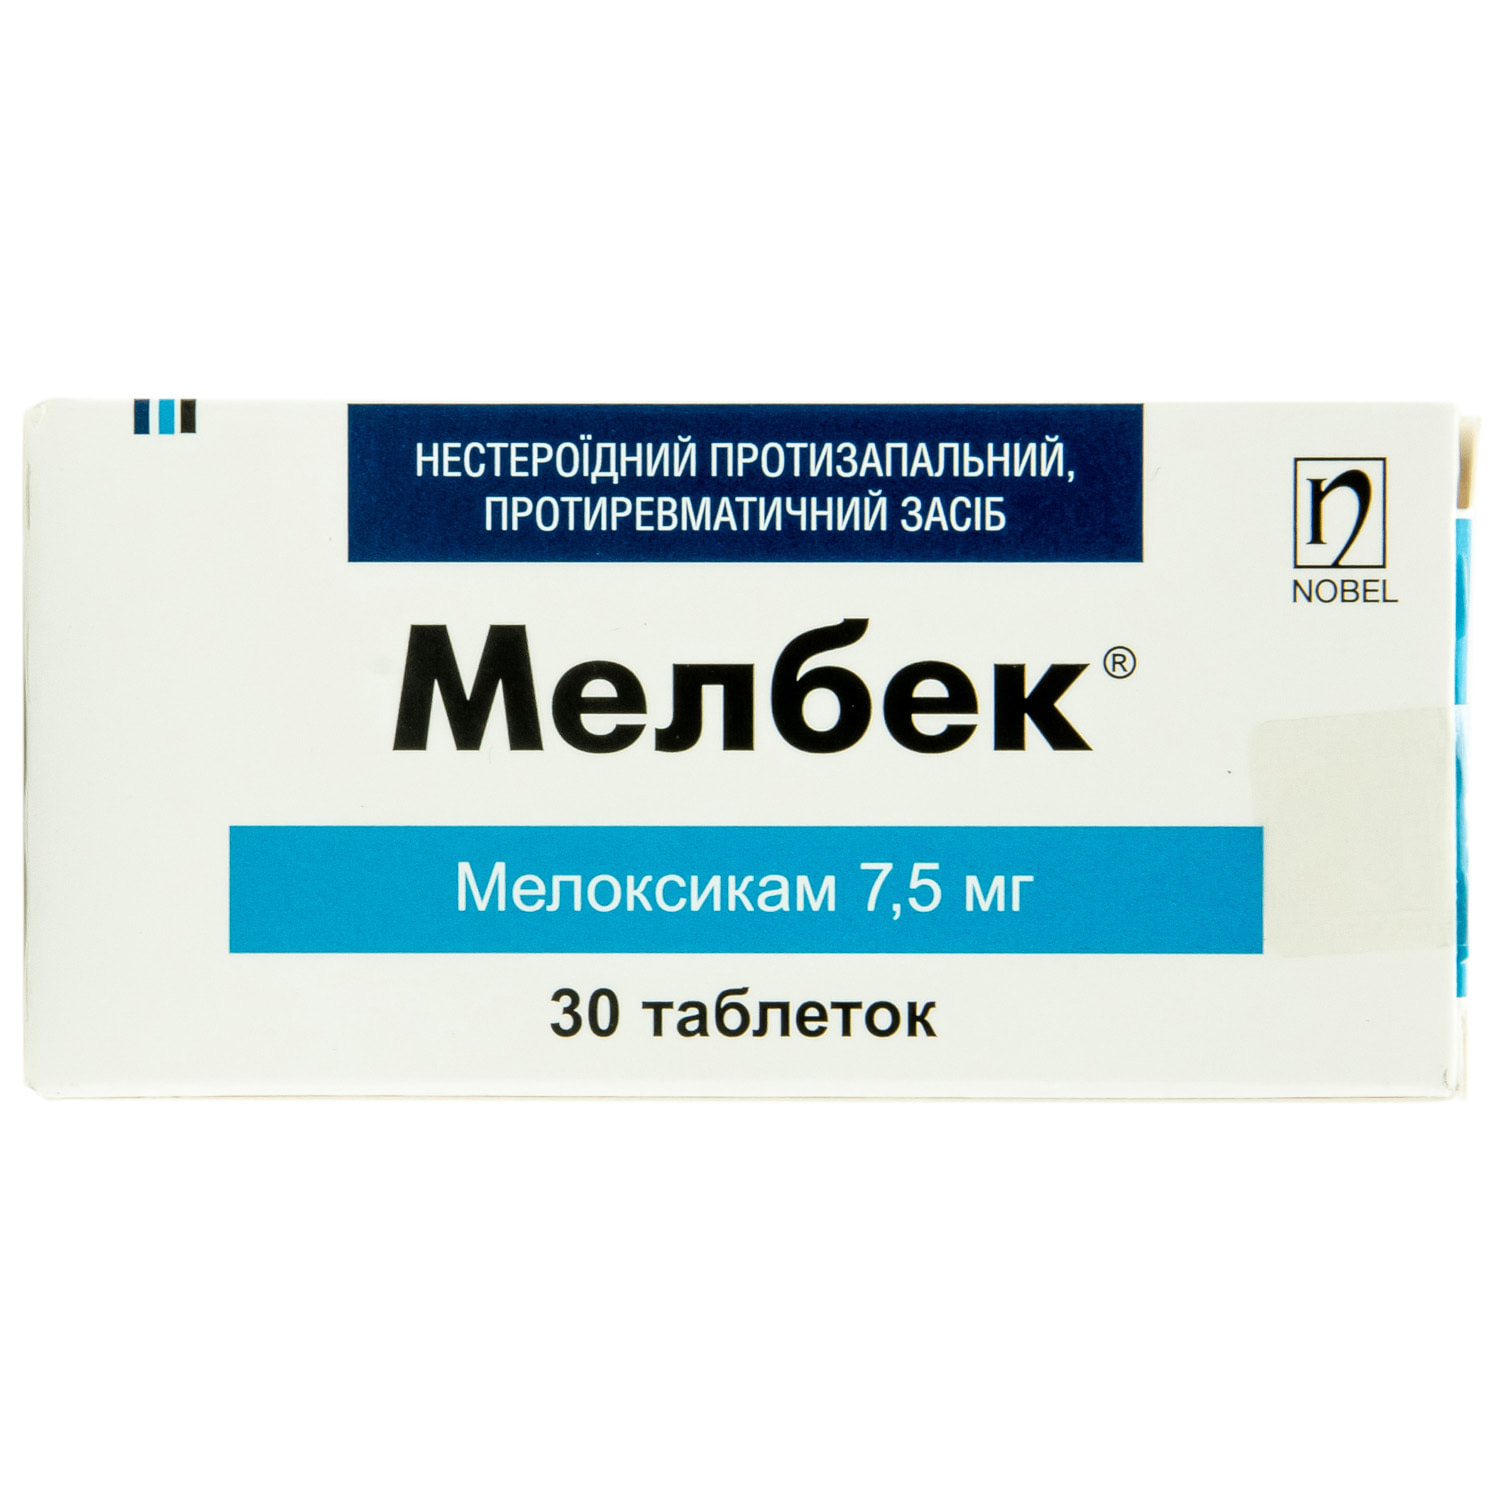 НЕСТЕРОЇДНИЙ ПРОТИЗАПАЛЬНИЙ,
ПРОТИРЕВМАТИЧНИЙ ЗАСІБ
n
NOBEL
Мелбек®
Мелоксикам 7,5 мг
30 таблеток